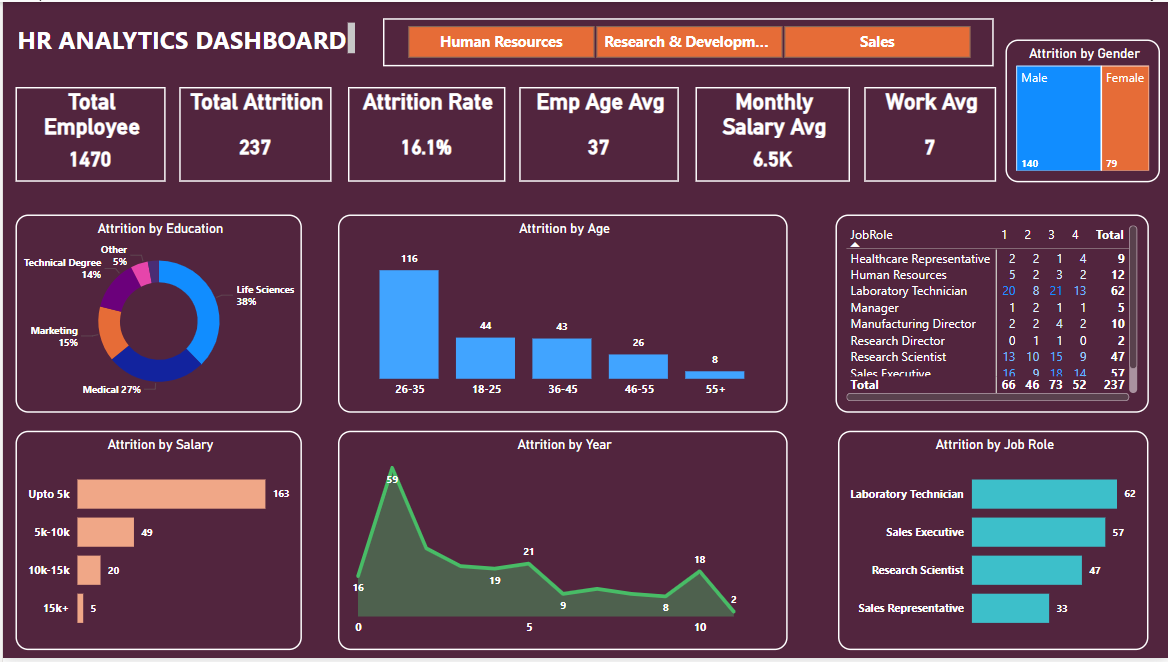 HR ANALYTICS DASHBOARD
Human Resources
Research & Developm...
Sales
Total
Employee
1470
Total Attrition
237
Attrition Rate
16.1%
Emp Age Avg
37
Monthly
Salary Avg
6.5K
Work Avg
7
Attrition by Gender
Male
Female
140
79
Attrition by Education
Other
5%
Technical Degree
14%
Life Sciences
38%
Marketing
15%
Medical 27%
Attrition by Age
116
44
43
26
8
26-35 18-25 36-45 46-55 55+
JobRole 1 2 3 4 Total
Healthcare Representative 2 2 1 4 9
Human Resources 5 2 3 2 12
Laboratory Technician 20 8 21 13 62
Manager 1 2 1 1 5
Manufacturing Director 2 2 4 2 10
Research Director 0 1 1 0 2
Research Scientist 13 10 15 9 47
Sales Executive 16 9 18 14 57
Total 66 46 73 52 237
Attrition by Salary
Upto 5k 163
5k-10k 49
10k-15k 20
15k+ 5
Attrition by Year
59
16
19
21
9
8
18
2
0 5 10
Attrition by Job Role
Laboratory Technician 62
Sales Executive 57
Research Scientist 47
Sales Representative 33